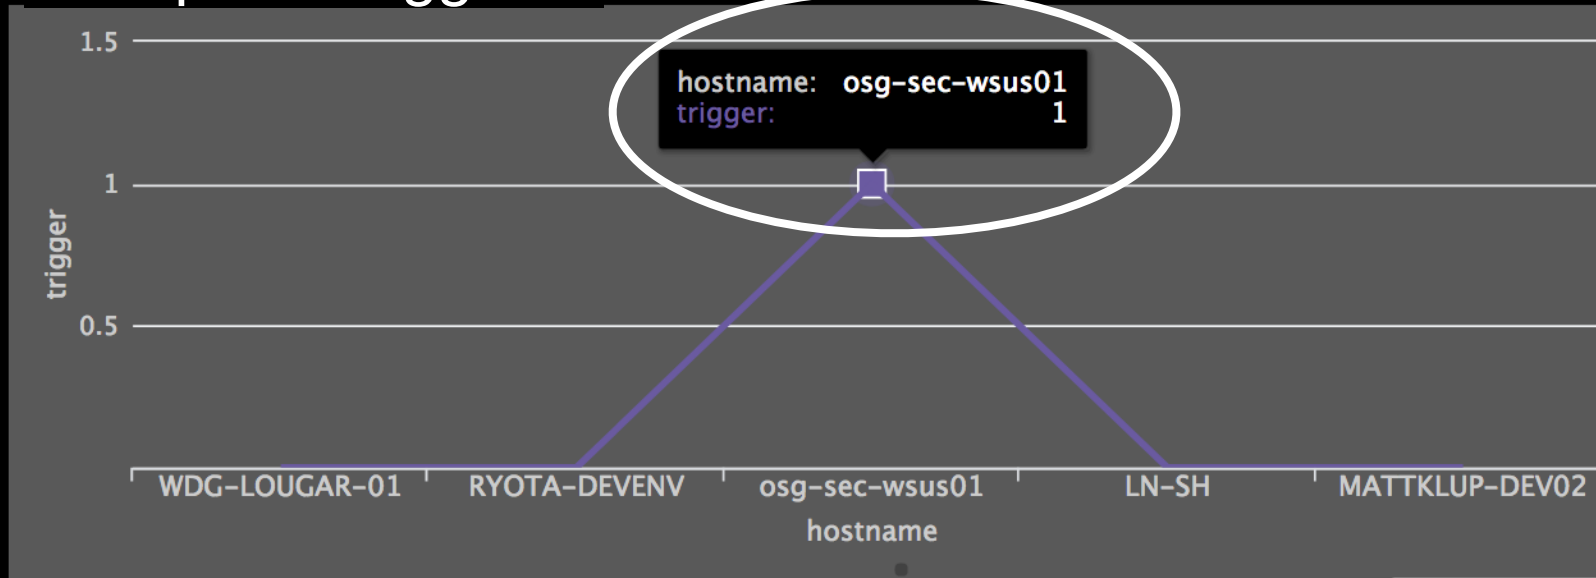 1.5
hostname: osg-sec-wsus01
trigger: 1
1
trigger
0.5
WDG-LOUGAR-01 RYOTA-DEVENV osg-sec-wsus01 LN-SH MATTKLUP-DEV02
hostname